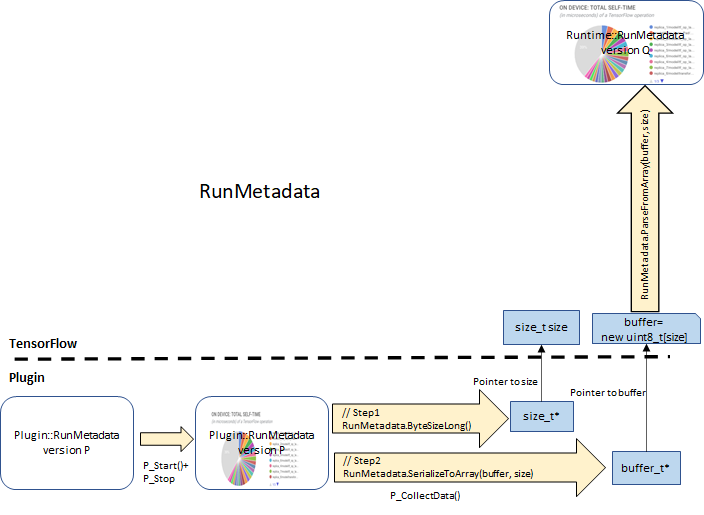 ON DEVICE: TOTAL SELF-TIME
(in microseconds) of a TensorFlow operation
Runtime::RunMetadata
version Q
RunMetadata.ParseFromArray(buffer,size)
RunMetadata
size_t size
buffer=
new uint8_t[size]
TensorFlow
Plugin
Pointer to size
Pointer to buffer
Plugin::RunMetadata
version P
P_Start()+
P_Stop
ON DEVICE: TOTAL SELF-TIME
(in microseconds) of a TensorFlow operation
Plugin::RunMetadata
version P
// Step1
RunMetadata.ByteSizeLong()
size_t*
// Step2
RunMetadata.SerializeToArray(buffer, size)
buffer_t*
P_CollectData()